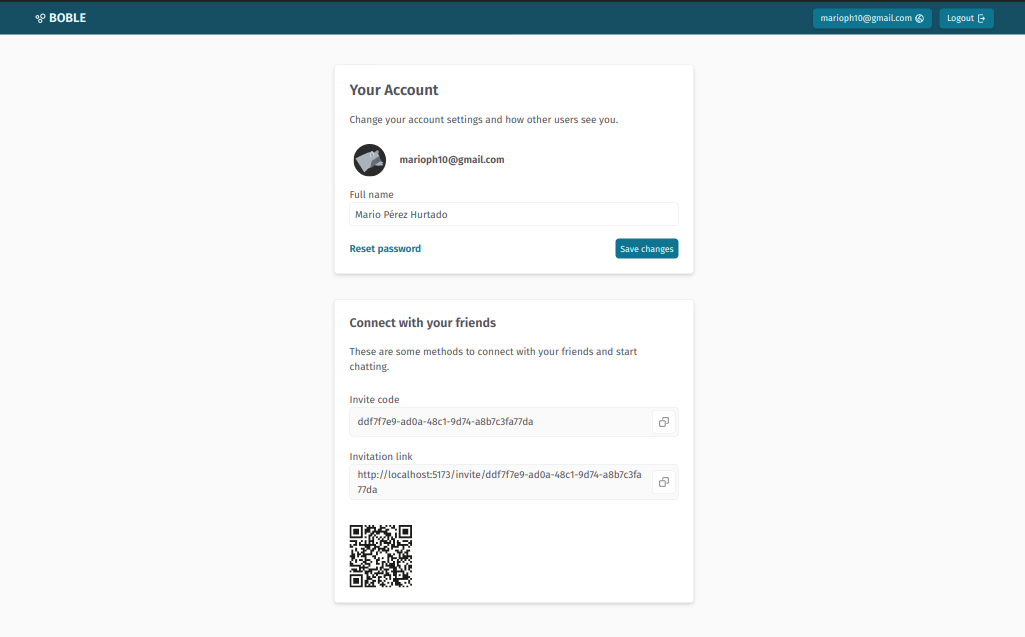 BOBLE
marioph10@gmail.com
Logout
Your Account
Change your account settings and how other users see you.
marioph10@gmail.com
Full name
Mario Pérez Hurtado
Reset password
Save changes
Connect with your friends
These are some methods to connect with your friends and start
chatting.
Invite code
ddf7f7e9-ad0a-48c1-9d74-a8b7c3fa77da
Invitation link
http://localhost:5173/invite/ddf7f7e9-ad0a-48c1-9d74-a8b7c3fa
77da